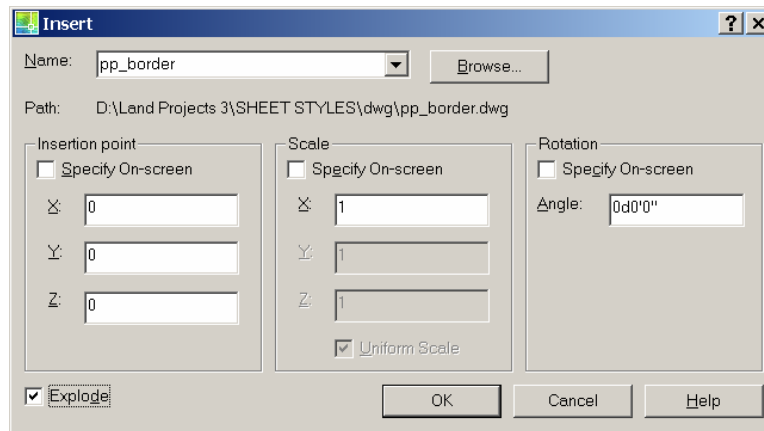 Insert
Name: pp_border Browse...
Path: D:\Land Projects 3\SHEET STYLES\dwg\pp_border.dwg
Insertion point Scale Rotation
Specify On-screen Specify On-screen Specify On-screen
X: 0 X: 1 Angle: 0d0'0"
Y: 0 Y: 1
Z: 0 Z: 1
Uniform Scale
Explode OK Cancel Help